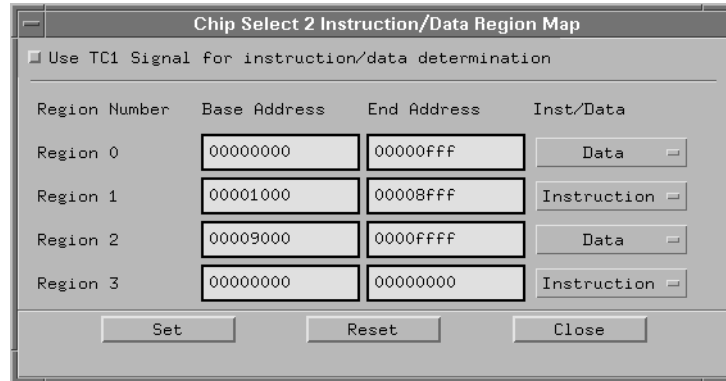 Chip Select 2 Instruction/Data Region Map
Use TC1 Signal for instruction/data determination
Region Number Base Address End Address Inst/Data
Region 0 00000000 00000fff Data
Region 1 00001000 00008fff Instruction
Region 2 00009000 0000ffff Data
Region 3 00000000 00000000 Instruction
Set Reset Close